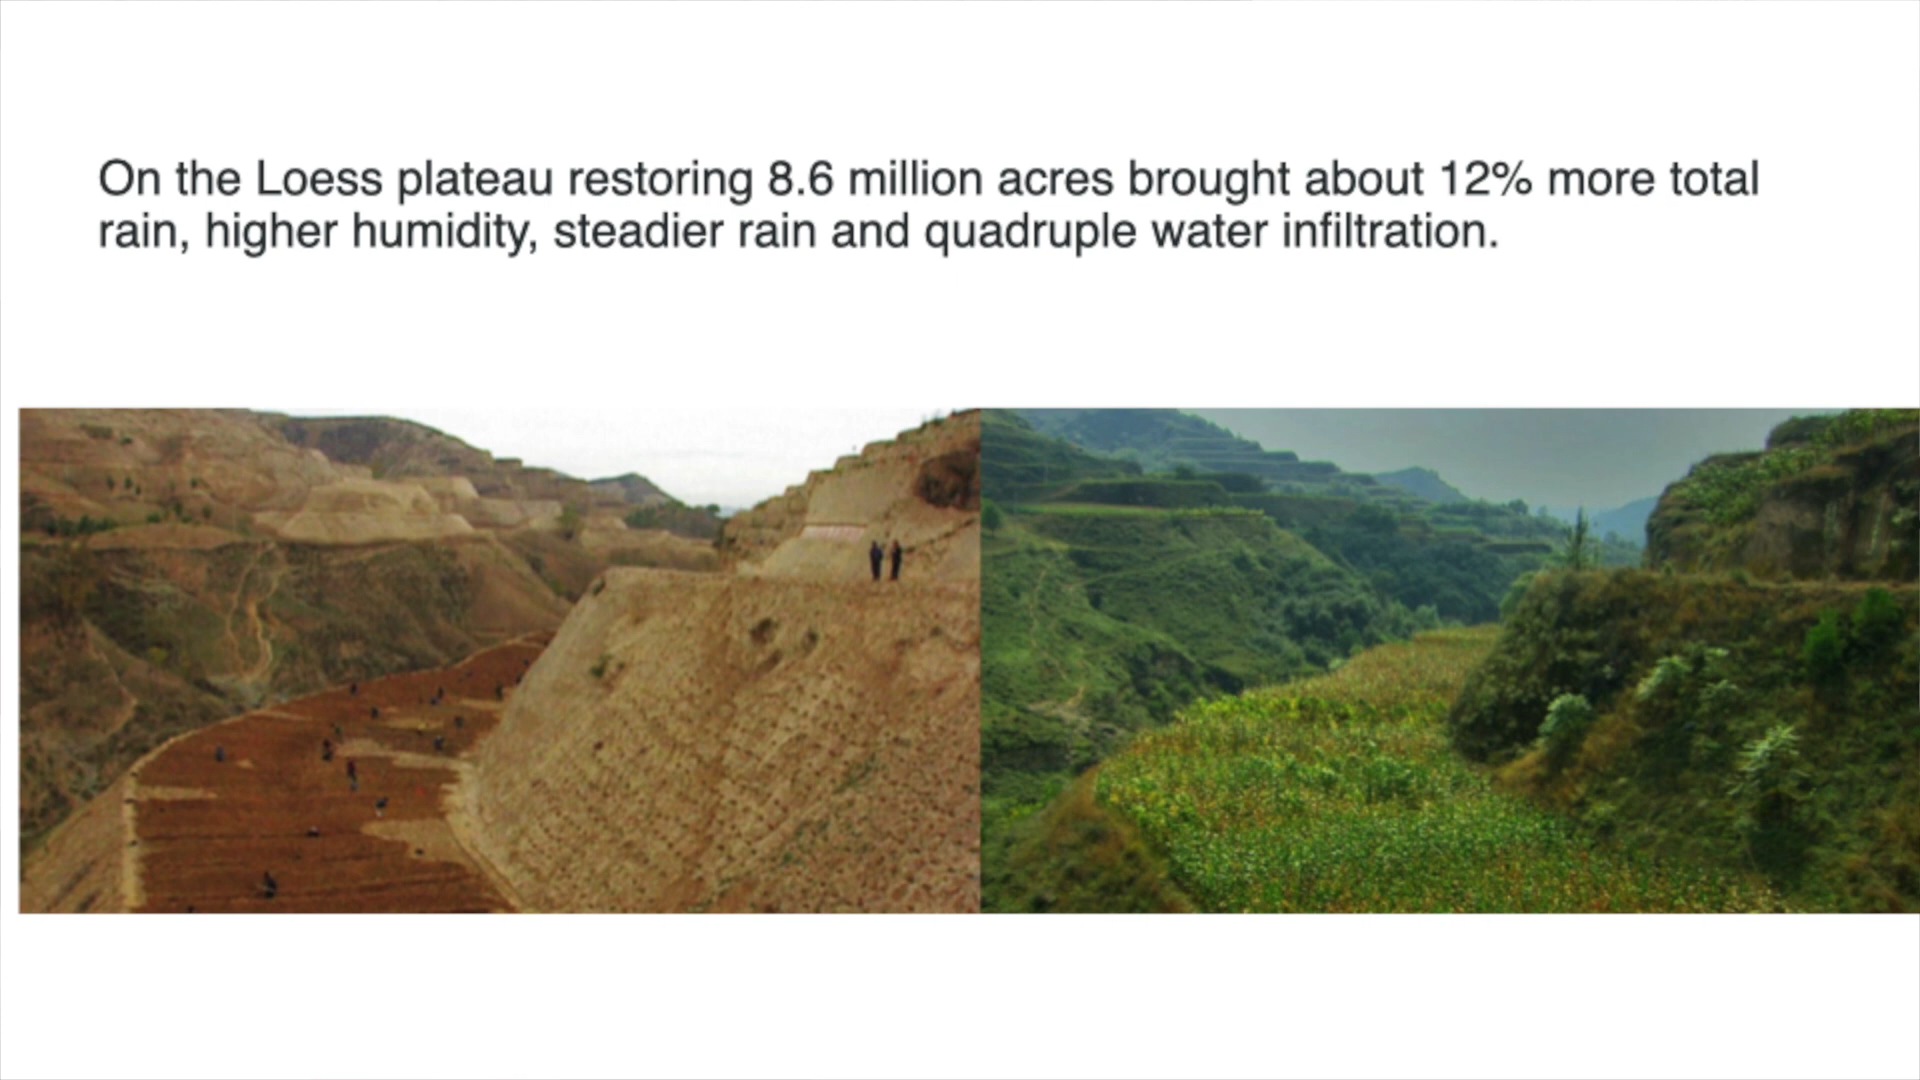 On the Loess plateau restoring 8.6 million acres brought about 12% more total
rain, higher humidity, steadier rain and quadruple water infiltration.